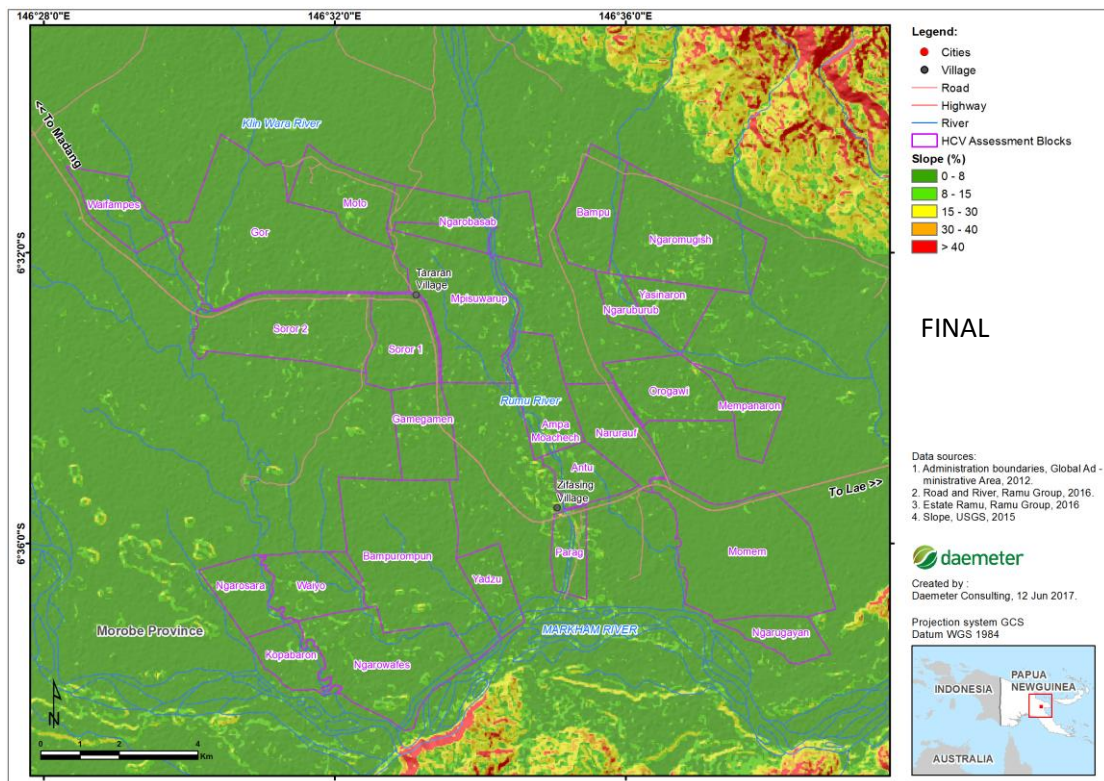 146°28'0"E
146°32'0"E
146°36'0"E
6°32'0"S
6°36'0"S
<< To Madang
Klin Wara River
Waifampes
Gor
Moto
Ngarobasab
Bampu
Ngaromugish
Tararan
Village
Mpisuwarup
Yasinaron
Ngaruburub
Soror 2
Soror 1
Orogawi
Mempanaron
Gamegamen
Rumu River
Ampa
Moachech
Narurauf
Antu
Zifasing
Village
To Lae >>
Parag
Momem
Bampurompun
Yadzu
Ngarosara
Waiyo
Morobe Province
Kopabaron
Ngarowafes
MARKHAM RIVER
Ngarugayan
N
0 1 2 4
Km
Legend:
Cities
Village
Road
Highway
River
HCV Assessment Blocks
Slope (%)
0 - 8
8 - 15
15 - 30
30 - 40
> 40
FINAL
Data sources:
1. Administration boundaries, Global Ad -
ministrative Area, 2012.
2. Road and River, Ramu Group, 2016.
3. Estate Ramu, Ramu Group, 2016
4. Slope, USGS, 2015
daemeter
Created by :
Daemeter Consulting, 12 Jun 2017.
Projection system GCS
Datum WGS 1984
INDONESIA
PAPUA
NEWGUINEA
AUSTRALIA